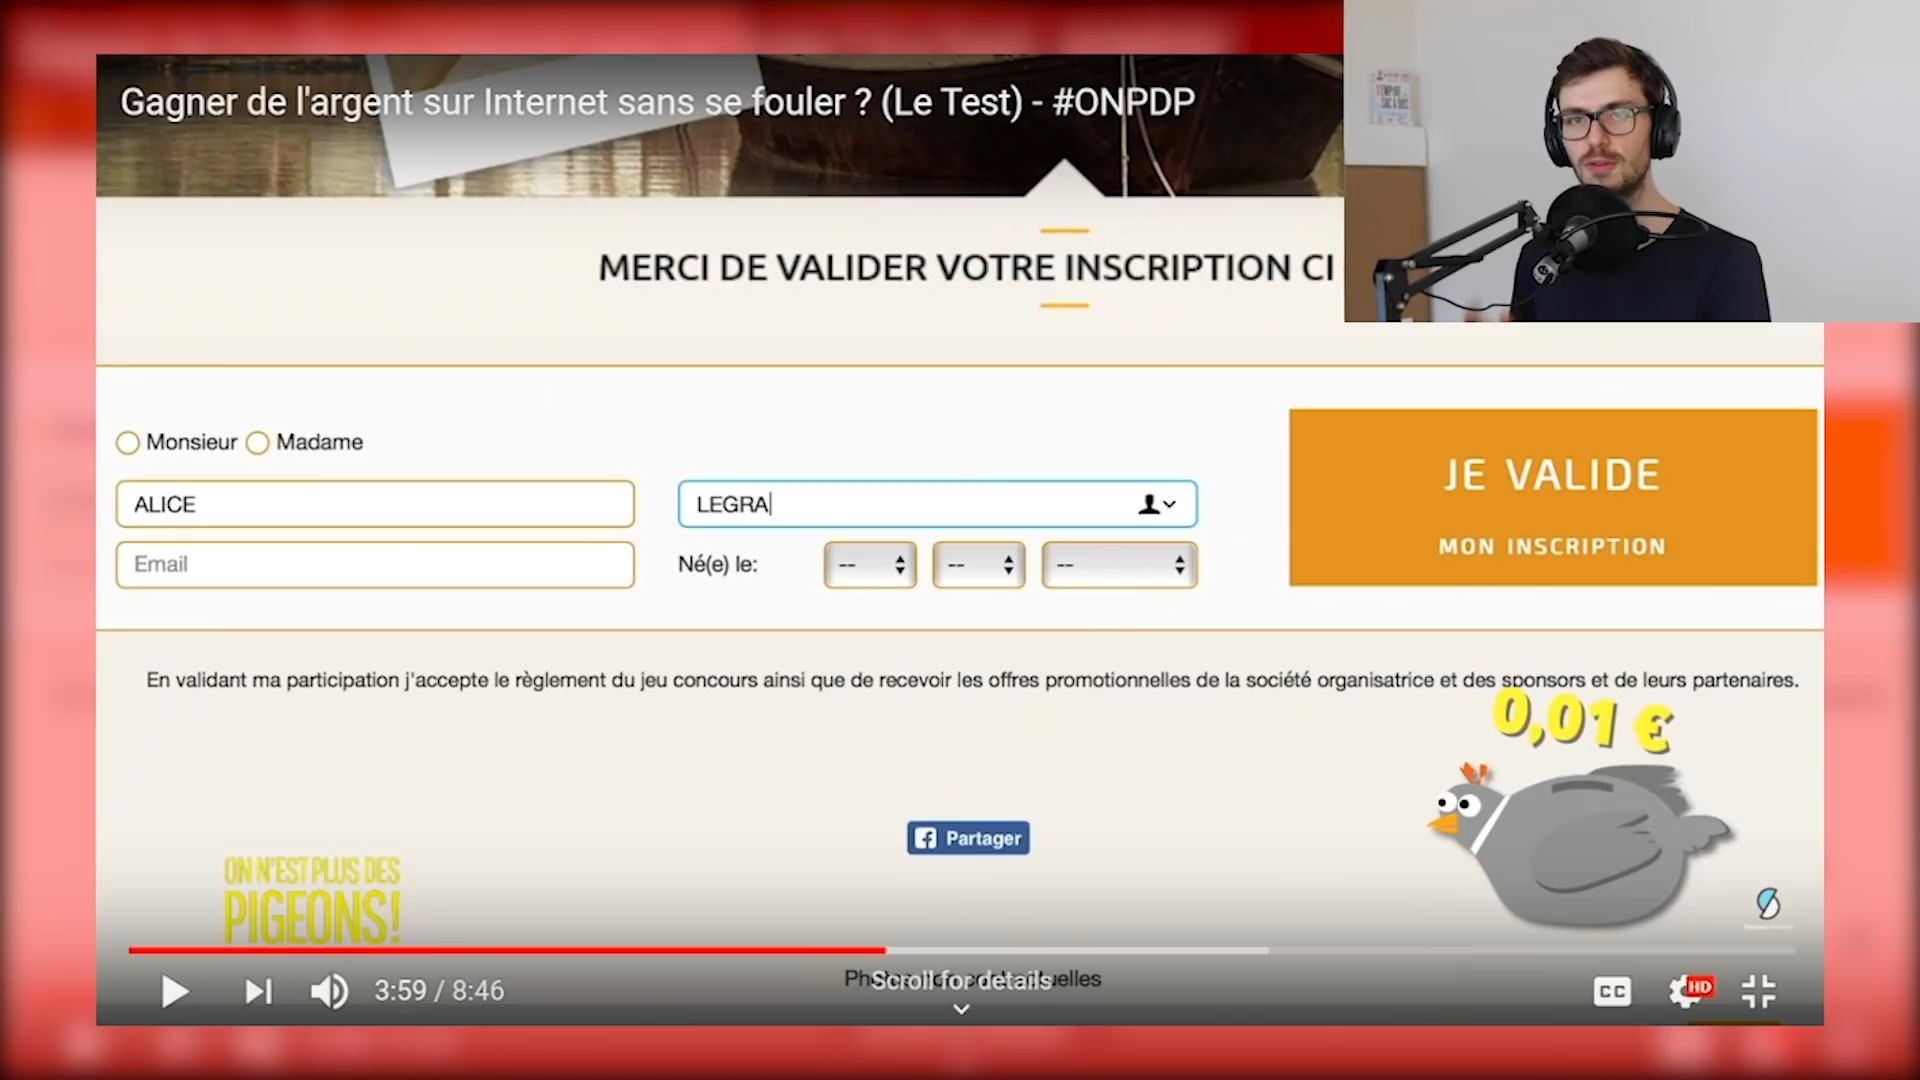 Gagner de l'argent sur Internet sans se fouler ? (Le Test) - #ONPDP
MERCI DE VALIDER VOTRE INSCRIPTION CI
Monsieur Madame
ALICE
LEGRA
Email
Né(e) le:
--
--
--
JE VALIDE
MON INSCRIPTION
En validant ma participation j'accepte le règlement du jeu concours ainsi que de recevoir les offres promotionnelles de la société organisatrice et des sponsors et de leurs partenaires.
0,01 €
Partager
ON N'EST PLUS DES
PIGEONS!
Scroll for details
3:59 / 8:46
CC
HD